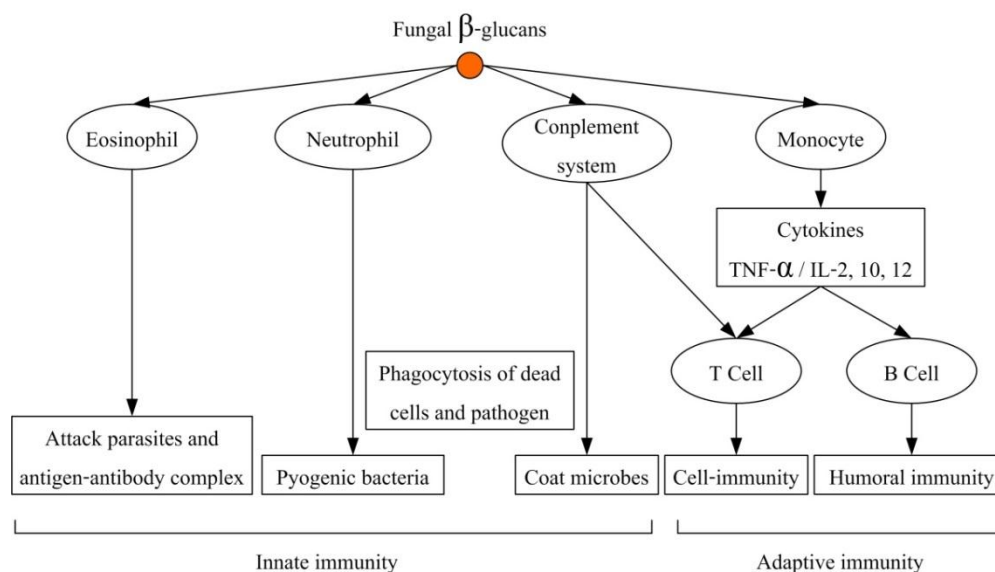 Fungal β-glucans
Eosinophil
Neutrophil
Conplement
system
Monocyte
Cytokines
TNF-α / IL-2, 10, 12
Phagocytosis of dead
cells and pathogen
T Cell
B Cell
Attack parasites and
antigen-antibody complex
Pyogenic bacteria
Coat microbes
Cell-immunity
Humoral immunity
Innate immunity
Adaptive immunity